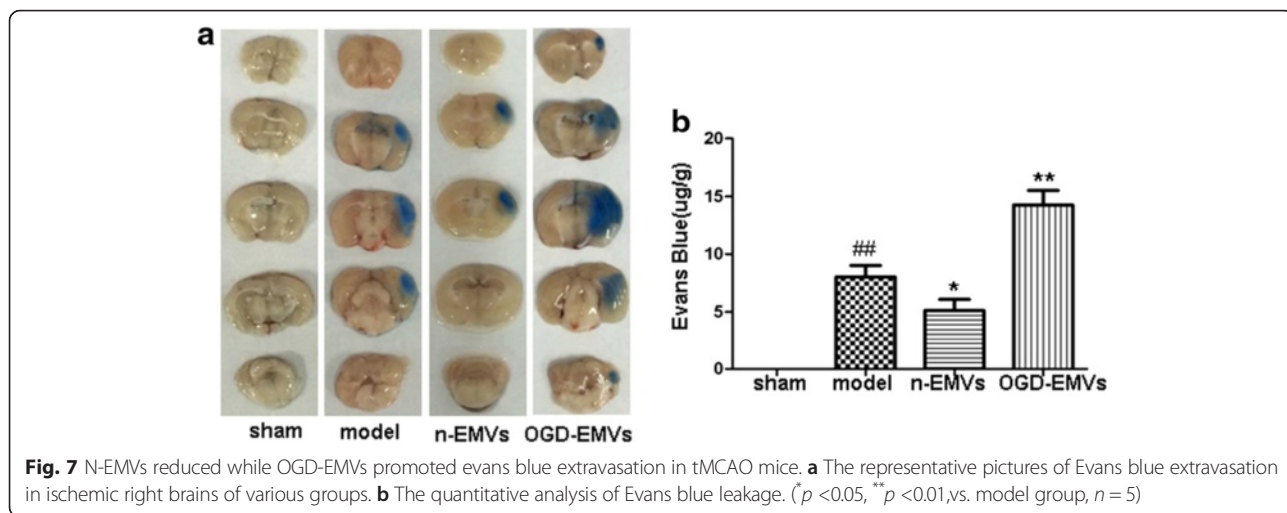 a
sham model n-EMVs OGD-EMVs
b
Evans Blue(ug/g)
20
15
10
5
0
##
*
**
sham model n-EMVs OGD-EMVs
Fig. 7 N-EMVs reduced while OGD-EMVs promoted evans blue extravasation in tMCAO mice. a The representative pictures of Evans blue extravasation
in ischemic right brains of various groups. b The quantitative analysis of Evans blue leakage. (*p <0.05, **p <0.01,vs. model group, n = 5)